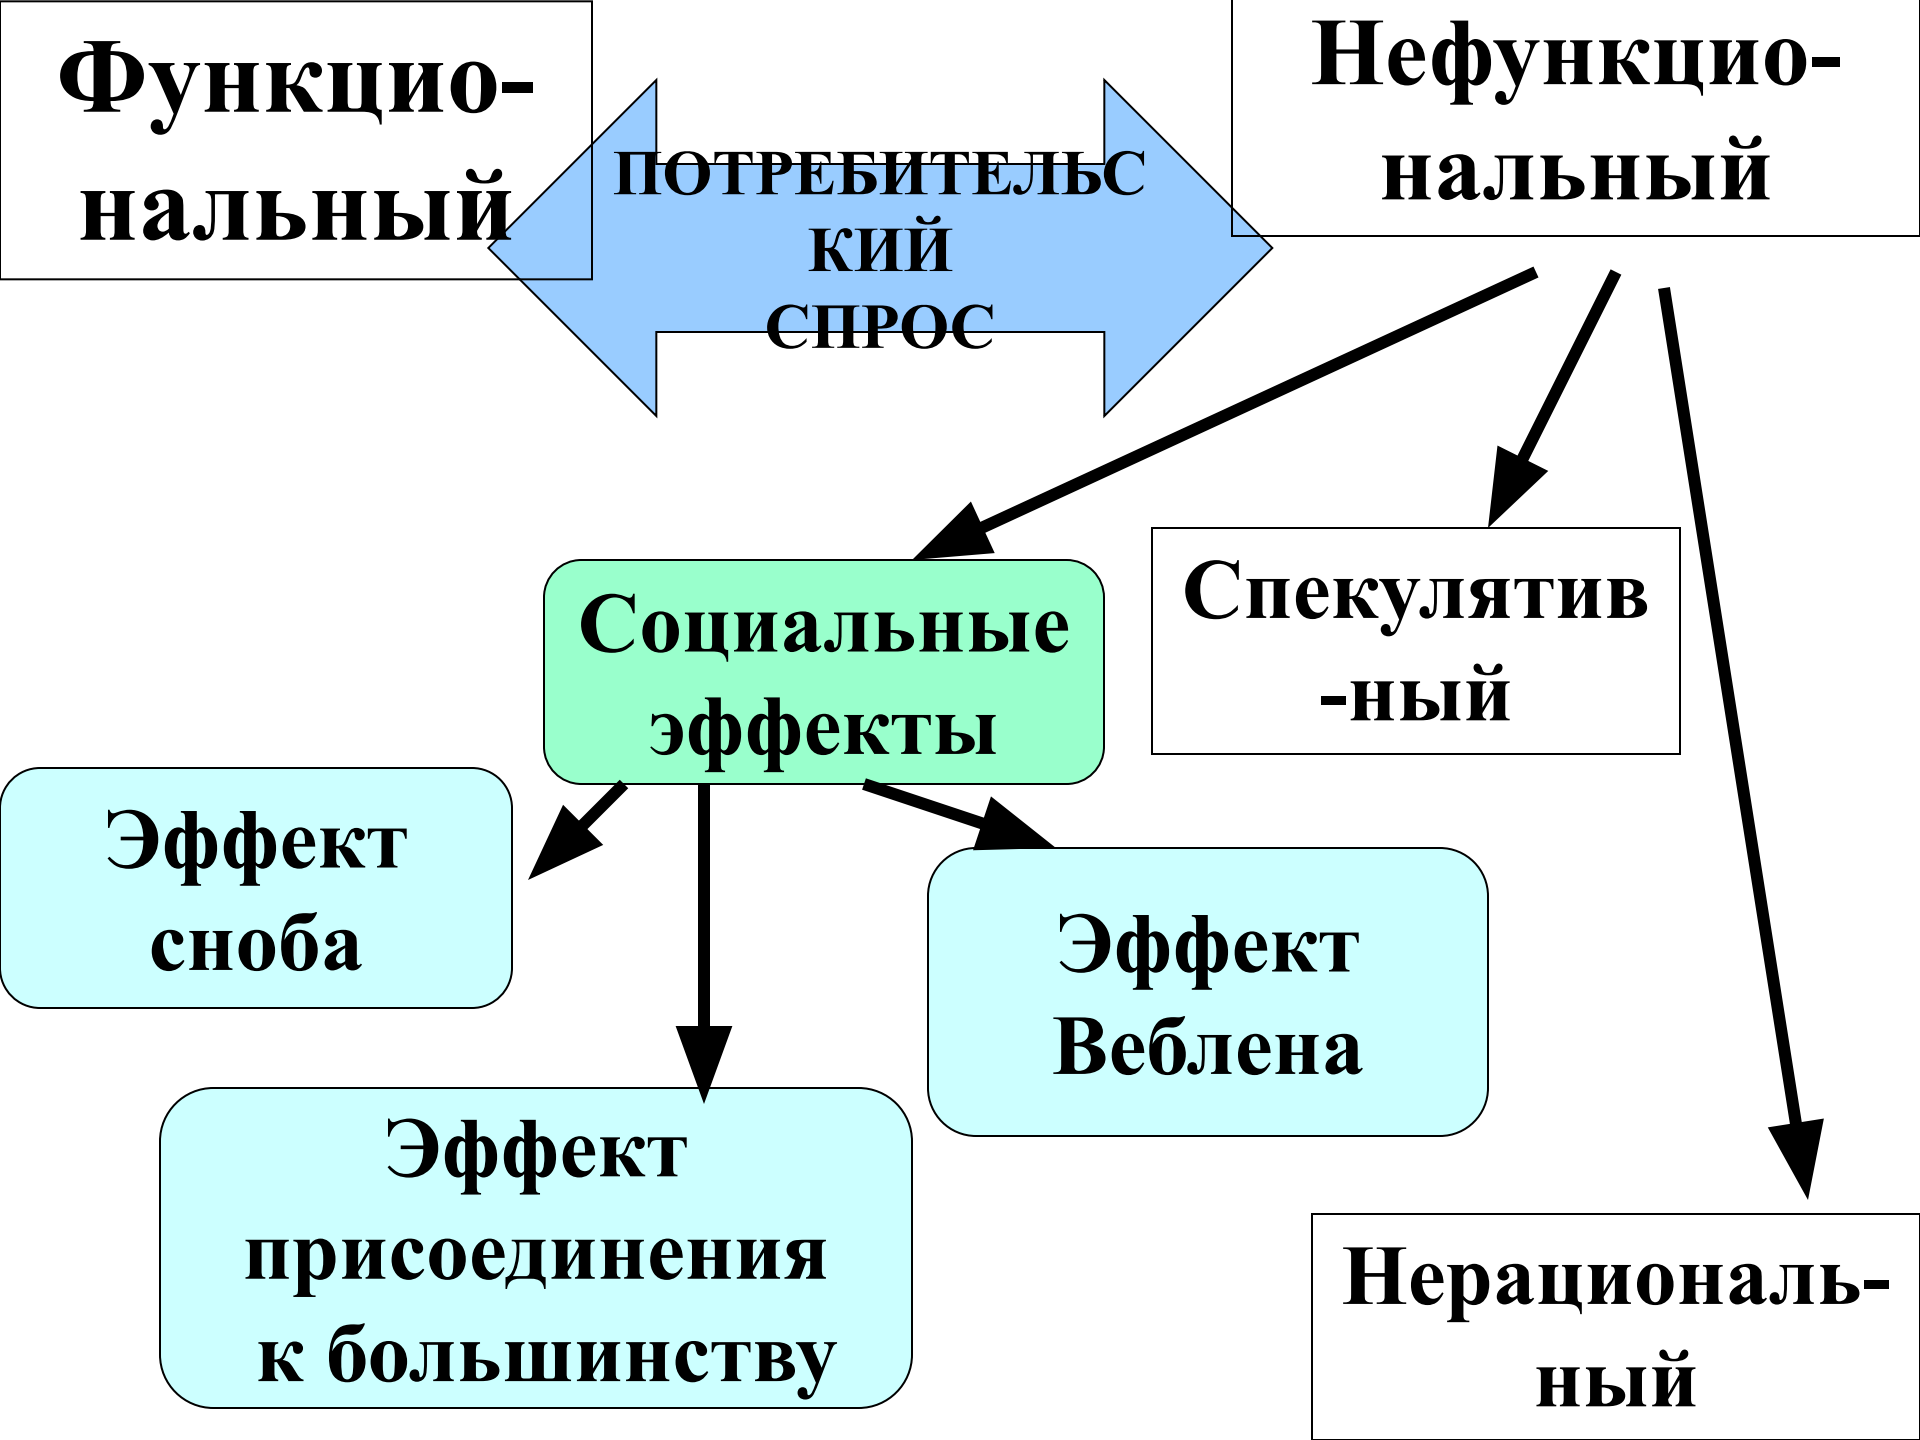 Функцио-
нальный
ПОТРЕБИТЕЛЬС
КИЙ
СПРОС
Нефункцио-
нальный
Социальные
эффекты
Спекулятив
-ный
Эффект
сноба
Эффект
Веблена
Эффект
присоединения
к большинству
Нерациональ-
ный